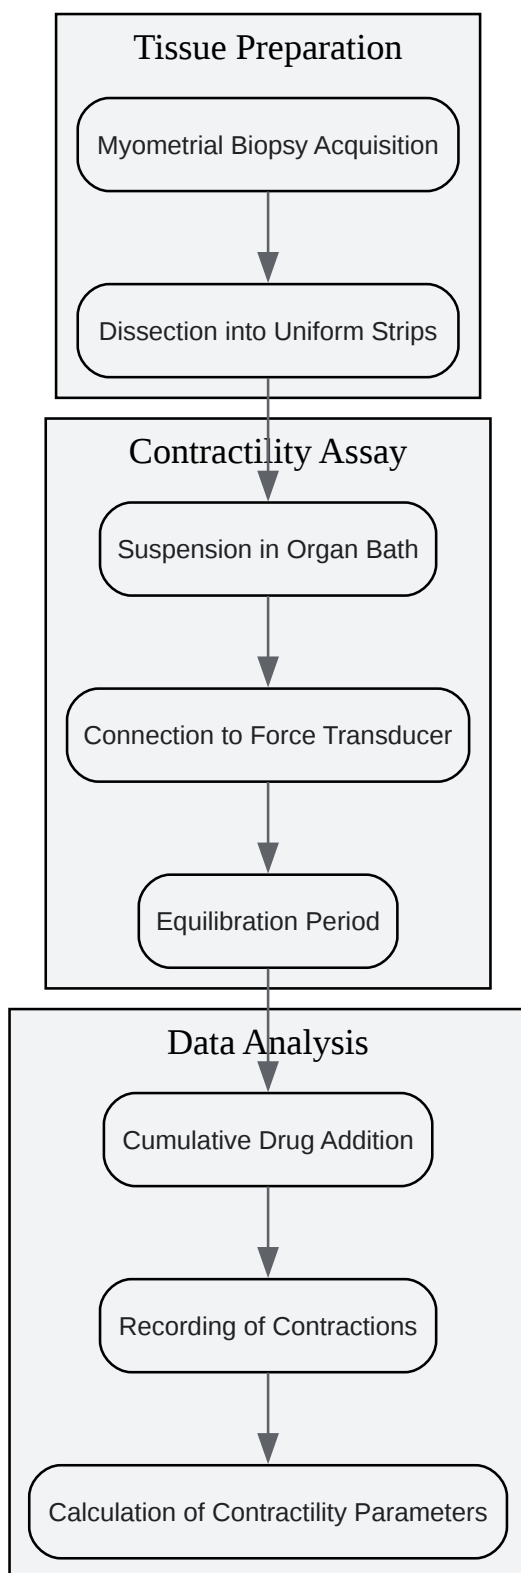 Tissue Preparation
Myometrial Biopsy Acquisition
Dissection into Uniform Strips
Contractility Assay
Suspension in Organ Bath
Connection to Force Transducer
Equilibration Period
Data Analysis
Cumulative Drug Addition
Recording of Contractions
Calculation of Contractility Parameters